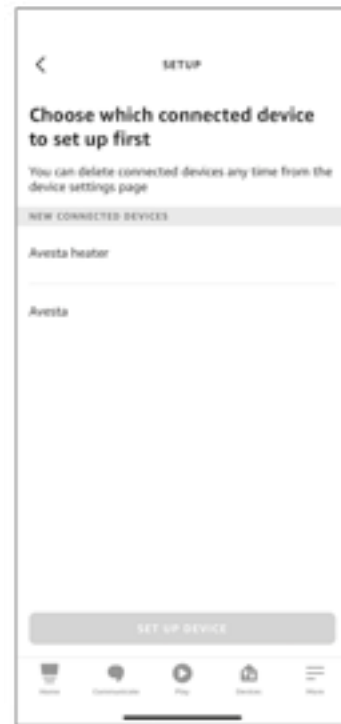 SETUP
Choose which connected device
to set up first
You can delete connected devices any time from the
device settings page
NEW CONNECTED DEVICES
Avesta heater
Avesta
SET UP DEVICE
Home Communicate Play Devices More